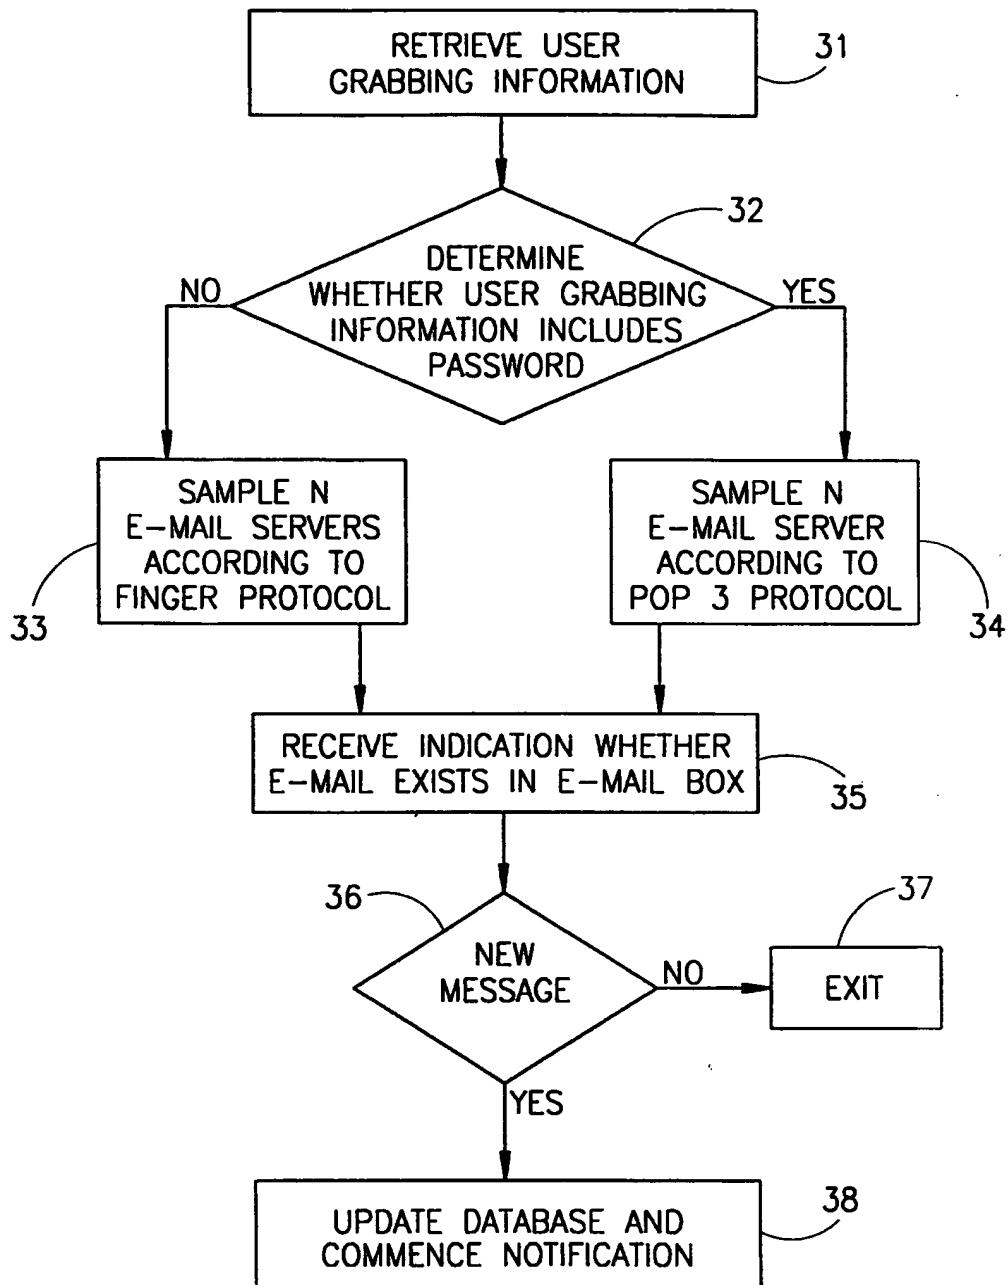 RETRIEVE USER
GRABBING INFORMATION
31
32
DETERMINE
WHETHER USER GRABBING
INFORMATION INCLUDES
PASSWORD
NO
YES
SAMPLE N
E-MAIL SERVERS
ACCORDING TO
FINGER PROTOCOL
33
SAMPLE N
E-MAIL SERVER
ACCORDING TO
POP 3 PROTOCOL
34
RECEIVE INDICATION WHETHER
E-MAIL EXISTS IN E-MAIL BOX
35
36
NEW
MESSAGE
NO
37
EXIT
YES
UPDATE DATABASE AND
COMMENCE NOTIFICATION
38